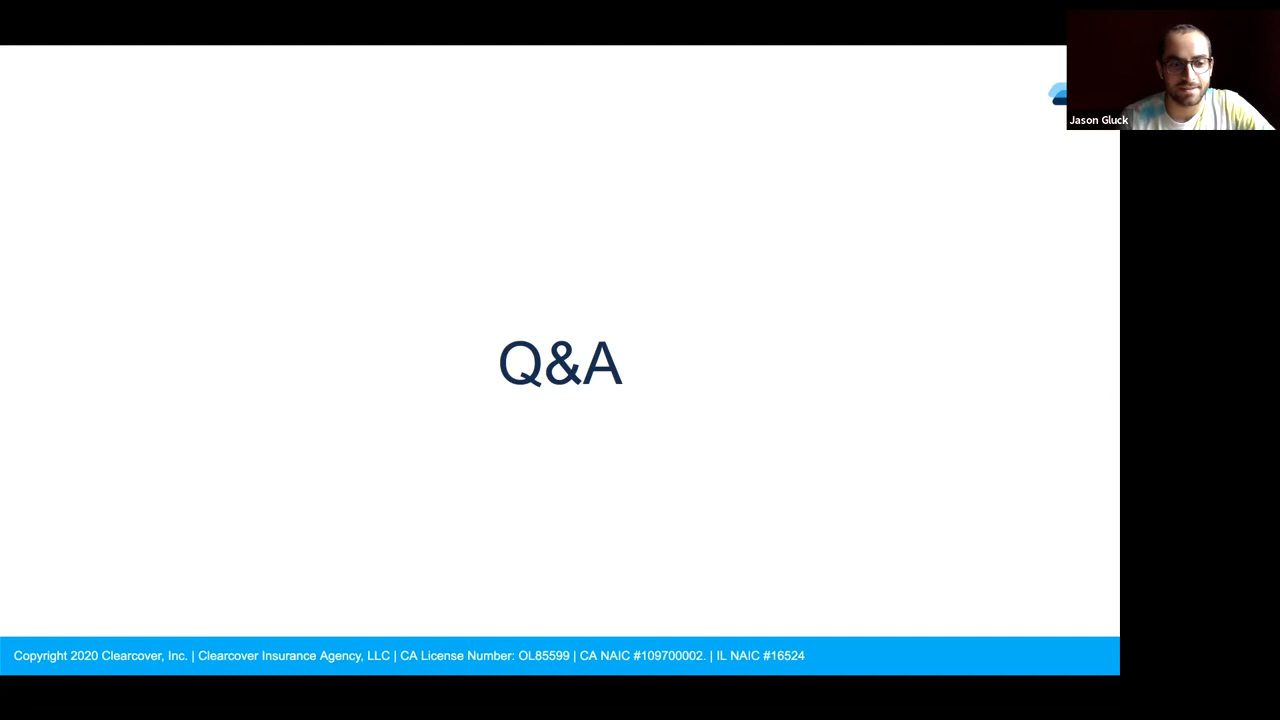 Jason Gluck
Q&A
Copyright 2020 Clearcover, Inc. | Clearcover Insurance Agency, LLC | CA License Number: OL85599 | CA NAIC #109700002. | IL NAIC #16524